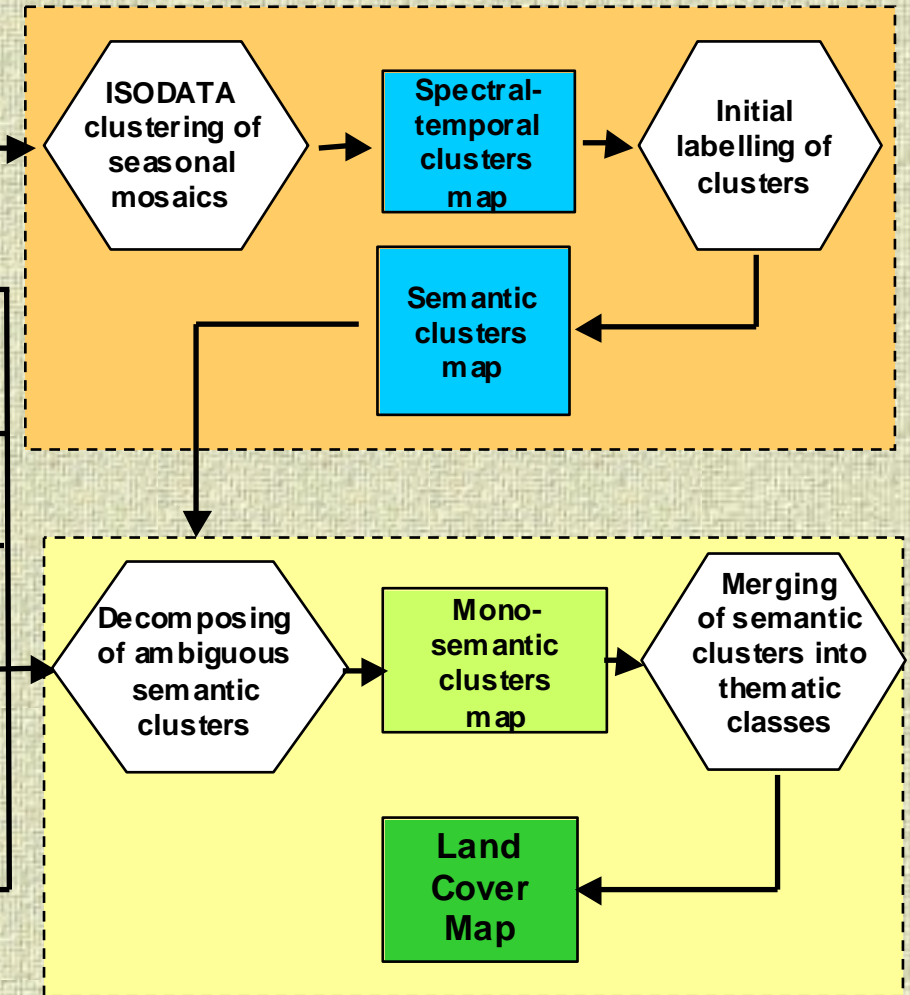 ISODATA
clustering of
seasonal
mosaics
Spectral-
temporal
clusters
map
Initial
labelling of
clusters
Semantic
clusters
map
Decomposing
of ambiguous
semantic
clusters
Mono-
semantic
clusters
map
Merging
of semantic
clusters into
thematic
classes
Land
Cover
Map